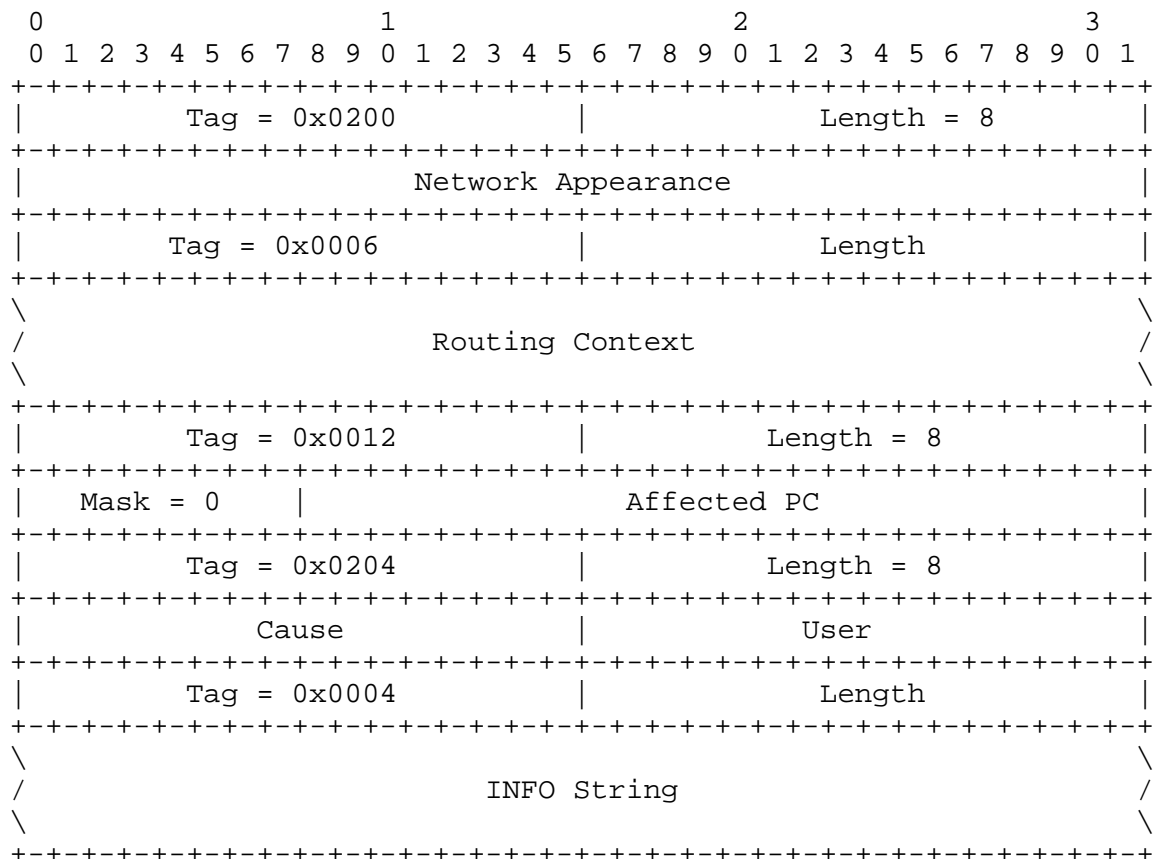 0                   1                   2                   3
 0 1 2 3 4 5 6 7 8 9 0 1 2 3 4 5 6 7 8 9 0 1 2 3 4 5 6 7 8 9 0 1
+-+-+-+-+-+-+-+-+-+-+-+-+-+-+-+-+-+-+-+-+-+-+-+-+-+-+-+-+-+-+-+-+
|         Tag = 0x0200          |             Length = 8        |
+-+-+-+-+-+-+-+-+-+-+-+-+-+-+-+-+-+-+-+-+-+-+-+-+-+-+-+-+-+-+-+-+
|                      Network Appearance                       |
+-+-+-+-+-+-+-+-+-+-+-+-+-+-+-+-+-+-+-+-+-+-+-+-+-+-+-+-+-+-+-+-+
|        Tag = 0x0006           |             Length            |
+-+-+-+-+-+-+-+-+-+-+-+-+-+-+-+-+-+-+-+-+-+-+-+-+-+-+-+-+-+-+-+-+
\                                                               \
/                       Routing Context                         /
\                                                               \
+-+-+-+-+-+-+-+-+-+-+-+-+-+-+-+-+-+-+-+-+-+-+-+-+-+-+-+-+-+-+-+-+
|         Tag = 0x0012          |          Length = 8           |
+-+-+-+-+-+-+-+-+-+-+-+-+-+-+-+-+-+-+-+-+-+-+-+-+-+-+-+-+-+-+-+-+
|   Mask = 0    |                  Affected PC                  |
+-+-+-+-+-+-+-+-+-+-+-+-+-+-+-+-+-+-+-+-+-+-+-+-+-+-+-+-+-+-+-+-+
|         Tag = 0x0204          |          Length = 8           |
+-+-+-+-+-+-+-+-+-+-+-+-+-+-+-+-+-+-+-+-+-+-+-+-+-+-+-+-+-+-+-+-+
|             Cause             |            User               |
+-+-+-+-+-+-+-+-+-+-+-+-+-+-+-+-+-+-+-+-+-+-+-+-+-+-+-+-+-+-+-+-+
|         Tag = 0x0004          |             Length            |
+-+-+-+-+-+-+-+-+-+-+-+-+-+-+-+-+-+-+-+-+-+-+-+-+-+-+-+-+-+-+-+-+
\                                                               \
/                          INFO String                          /
\                                                               \
+-+-+-+-+-+-+-+-+-+-+-+-+-+-+-+-+-+-+-+-+-+-+-+-+-+-+-+-+-+-+-+-+